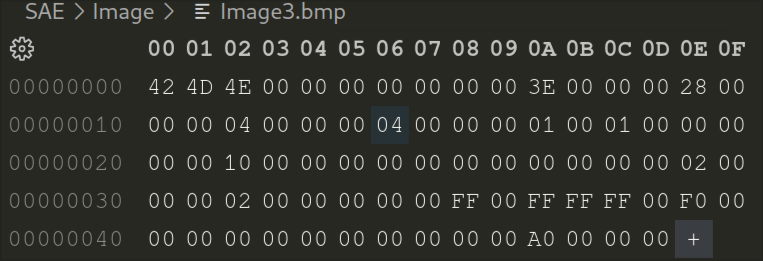 SAE > Image > Image3.bmp
00 01 02 03 04 05 06 07 08 09 0A 0B 0C 0D 0E 0F
00000000 42 4D 4E 00 00 00 00 00 00 00 3E 00 00 00 28 00
00000010 00 00 04 00 00 00 04 00 00 00 01 00 01 00 00 00
00000020 00 00 10 00 00 00 00 00 00 00 00 00 00 00 02 00
00000030 00 00 02 00 00 00 00 00 FF 00 FF FF FF 00 F0 00
00000040 00 00 00 00 00 00 00 00 00 00 A0 00 00 00 +